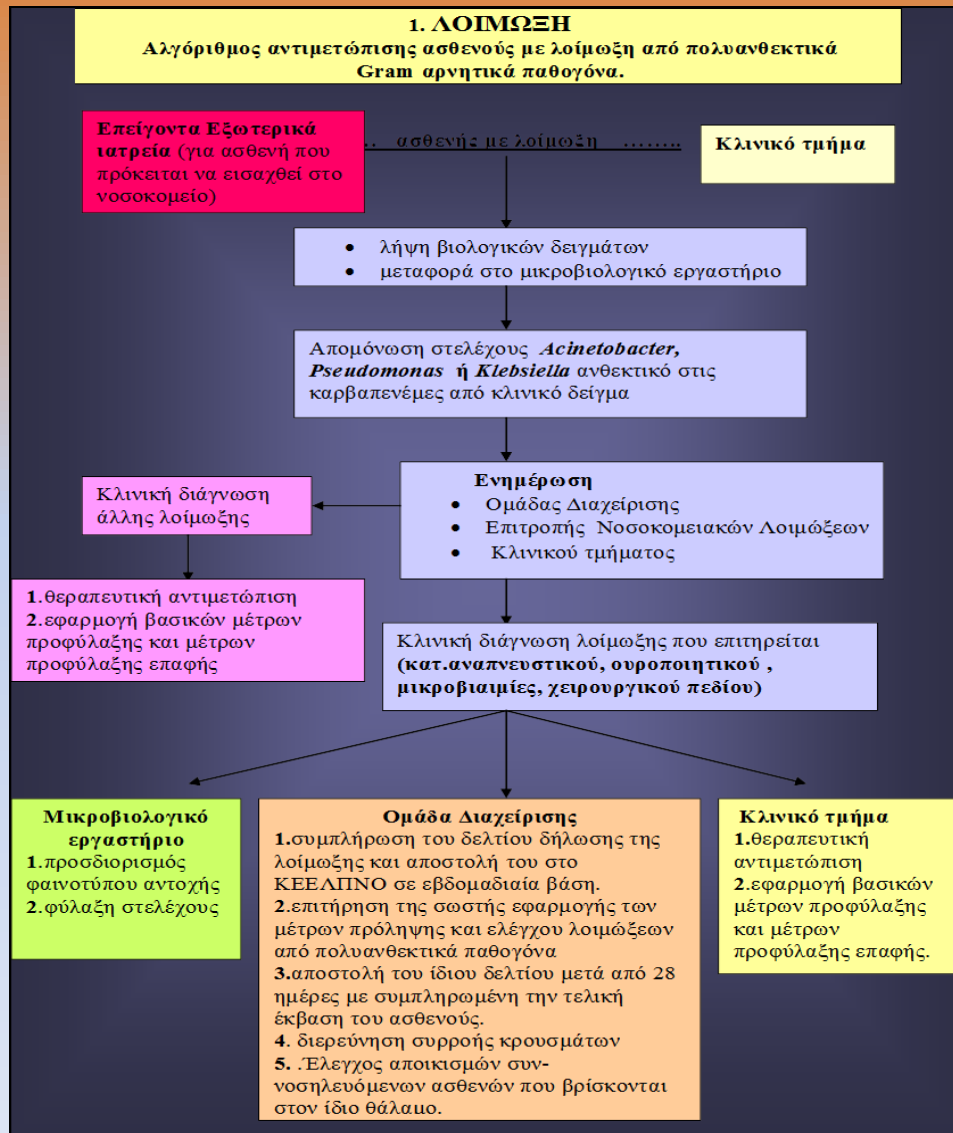 1. ΛΟΙΜΩΞΗ
Αλγόριθμος αντιμετώπισης ασθενούς με λοίμωξη από πολυανθεκτικά
Gram αρνητικά παθογόνα.
Επείγοντα Εξωτερικά
ιατρεία (για ασθενή που
πρόκειται να εισαχθεί στο
νοσοκομείο)
.. ασθενής με λοίμωξη ........
Κλινικό τμήμα
• λήψη βιολογικών δειγμάτων
• μεταφορά στο μικροβιολογικό εργαστήριο
Απομόνωση στελέχους Acinetobacter,
Pseudomonas ή Klebsiella ανθεκτικό στις
καρβαπενέμες από κλινικό δείγμα
Ενημέρωση
• Ομάδας Διαχείρισης
• Επιτροπής Νοσοκομειακών Λοιμώξεων
• Κλινικού τμήματος
Κλινική διάγνωση
άλλης λοίμωξης
1.θεραπευτική αντιμετώπιση
2.εφαρμογή βασικών μέτρων
προφύλαξης και μέτρων
προφύλαξης επαφής
Κλινική διάγνωση λοίμωξης που επιτηρείται
(κατ.αναπνευστικού, ουροποιητικού ,
μικροβιαιμίες, χειρουργικού πεδίου)
Μικροβιολογικό
εργαστήριο
1.προσδιορισμός
φαινοτύπου αντοχής
2.φύλαξη στελέχους
Ομάδα Διαχείρισης
1.συμπλήρωση του δελτίου δήλωσης της
λοίμωξης και αποστολή του στο
ΚΕΕΛΠΝΟ σε εβδομαδιαία βάση.
2.επιτήρηση της σωστής εφαρμογής των
μέτρων πρόληψης και ελέγχου λοιμώξεων
από πολυανθεκτικά παθογόνα
3.αποστολή του ίδιου δελτίου μετά από 28
ημέρες με συμπληρωμένη την τελική
έκβαση του ασθενούς.
4. διερεύνηση συρροής κρουσμάτων
5. .Έλεγχος αποικισμών συν-
νοσηλευόμενων ασθενών που βρίσκονται
στον ίδιο θάλαμο.
Κλινικό τμήμα
1.θεραπευτική
αντιμετώπιση
2.εφαρμογή βασικών
μέτρων προφύλαξης
και μέτρων
προφύλαξης επαφής.